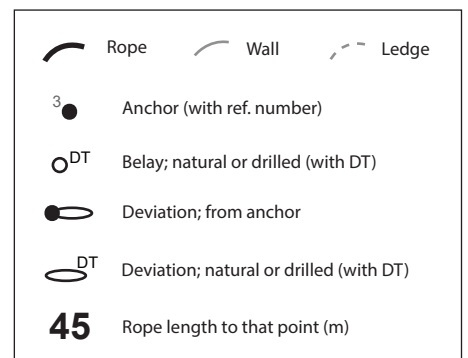 Rope Wall Ledge
3 Anchor (with ref. number)
DT Belay; natural or drilled (with DT)
Deviation; from anchor
DT Deviation; natural or drilled (with DT)
45 Rope length to that point (m)